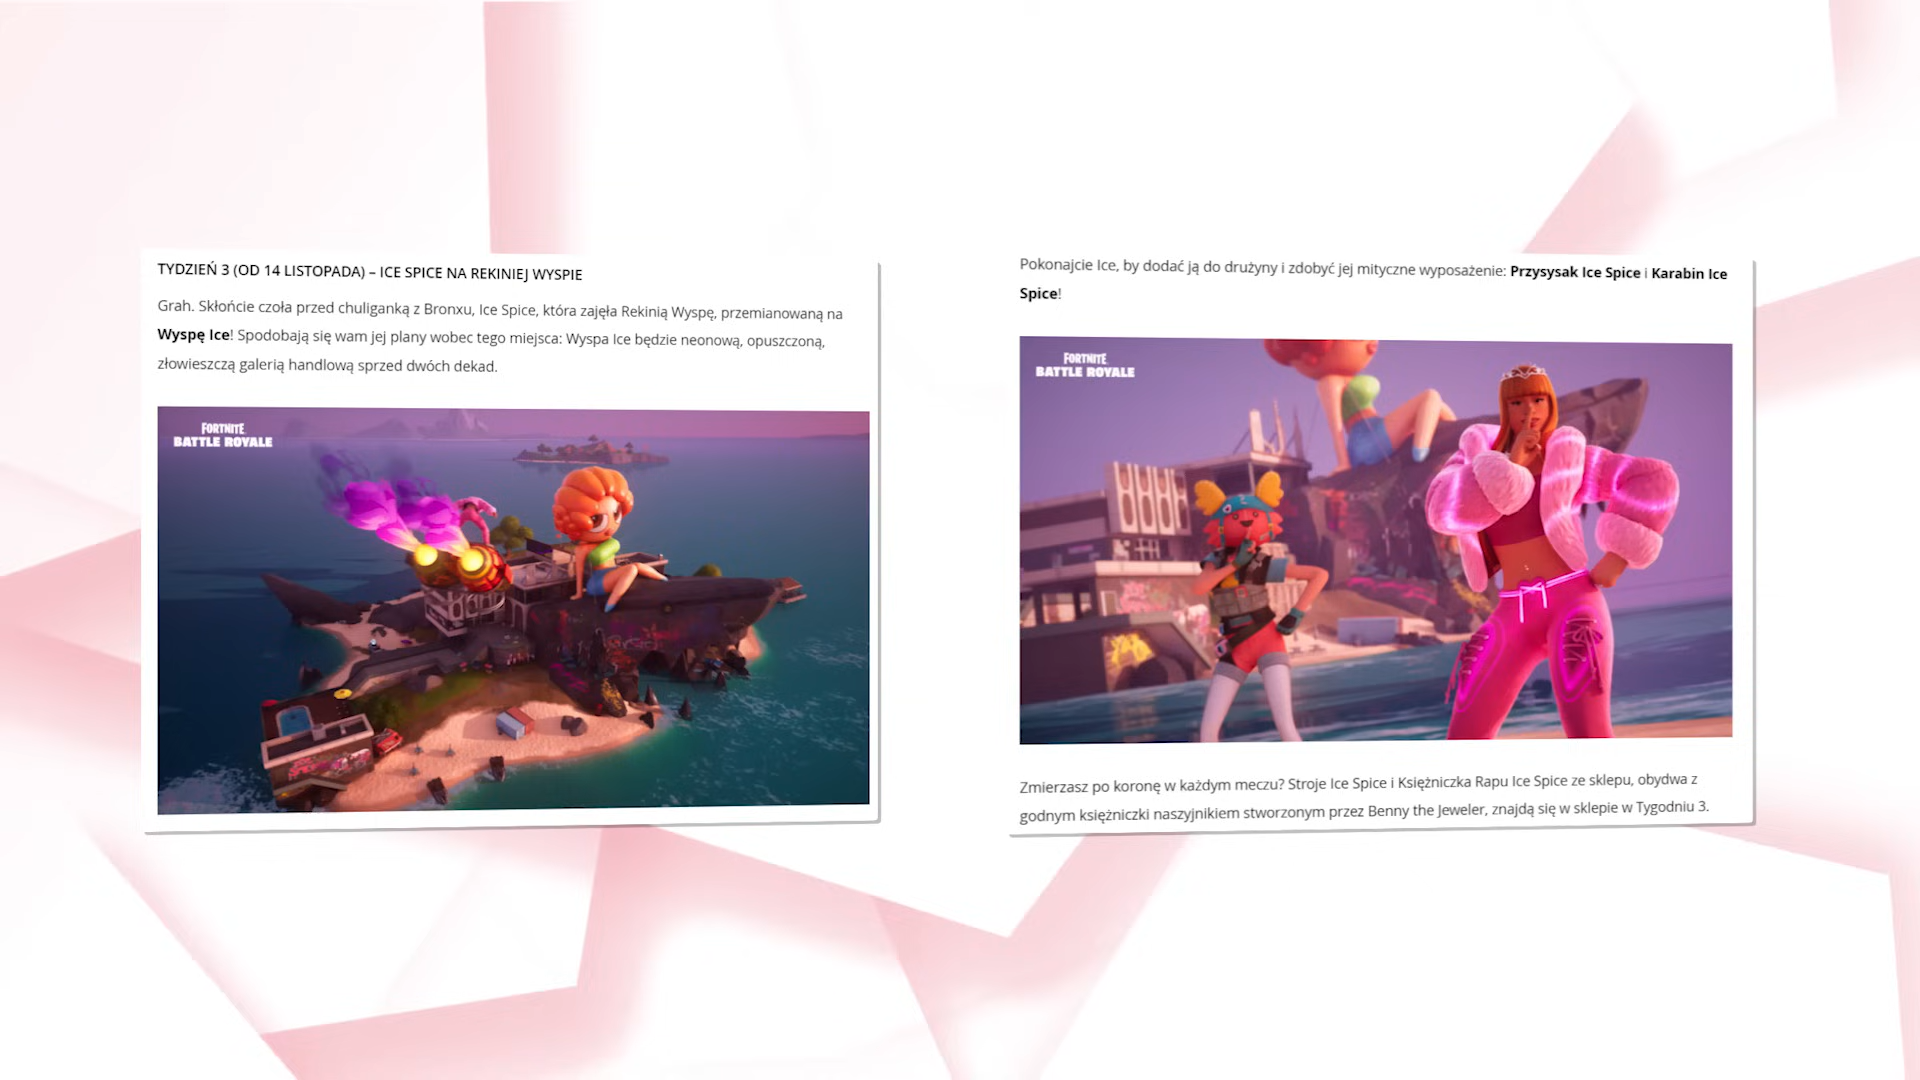 TYDZIEŃ 3 (OD 14 LISTOPADA) – ICE SPICE NA REKINIEJ WYSPIE
Grah. Skłońcie czoła przed chuliganką z Bronxu, Ice Spice, która zajęła Rekinią Wyspę, przemianowaną na
Wyspę Ice! Spodobają się wam jej plany wobec tego miejsca: Wyspa Ice będzie neonową, opuszczoną,
złowieszczą galerią handlową sprzed dwóch dekad.
FORTNITE
BATTLE ROYALE
Pokonajcie Ice, by dodać ją do drużyny i zdobyć jej mityczne wyposażenie: Przysysak Ice Spice i Karabin Ice
Spice!
FORTNITE
BATTLE ROYALE
Zmierzasz po koronę w każdym meczu? Stroje Ice Spice i Księżniczka Rapu Ice Spice ze sklepu, obydwa z
godnym księżniczki naszyjnikiem stworzonym przez Benny the Jeweler, znajdą się w sklepie w Tygodniu 3.